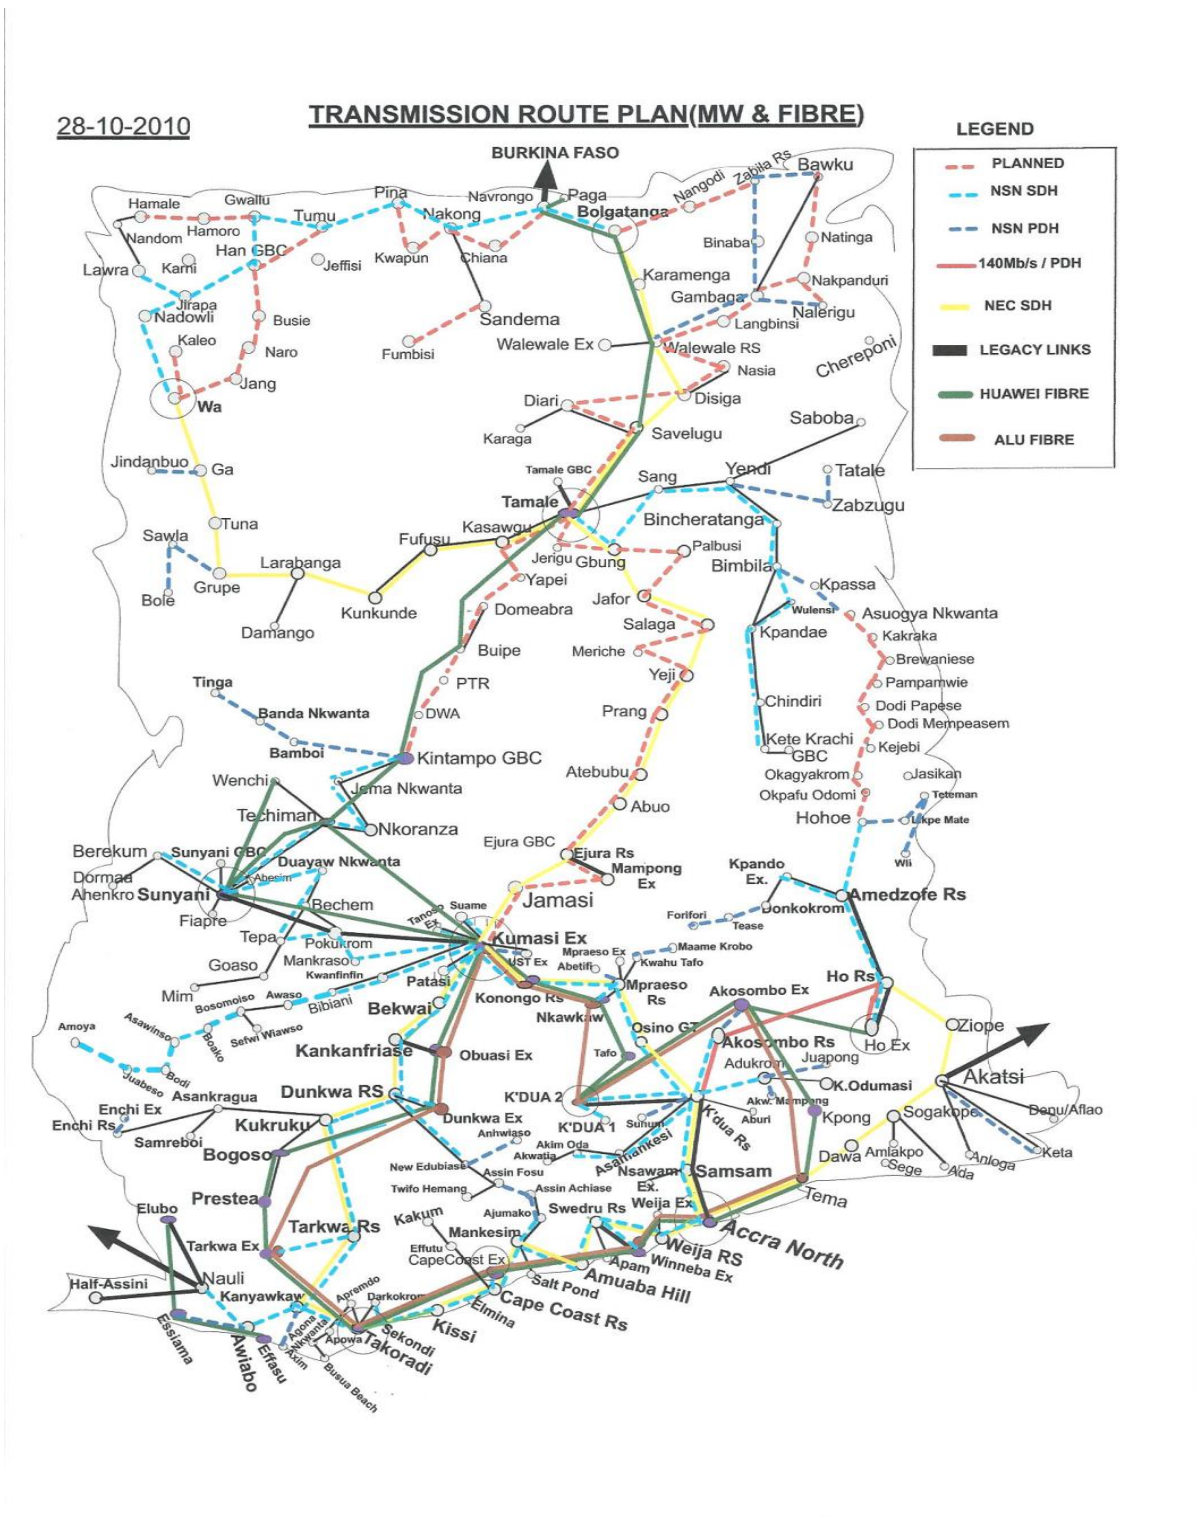 TRANSMISSION ROUTE PLAN(MW & FIBRE)
28-10-2010
LEGEND
PLANNED
NSN SDH
NSN PDH
140Mb/s / PDH
NEC SDH
LEGACY LINKS
HUAWEI FIBRE
ALU FIBRE
BURKINA FASO
Hamale
Gwallu
Pina
Navrongo
Paga
Nangodi
Zabila Rs
Bawku
Nandom
Hamoro
Tumu
Nakong
Bolgatanga
Han GBC
Kwapun
Chiana
Binaba
Natinga
Lawra
Karni
Jeffisi
Karamenga
Nakpanduri
Jirapa
Gambaga
Nadowli
Busie
Sandema
Langbinsi
Nalerigu
Kaleo
Naro
Fumbisi
Walewale Ex
Walewale RS
Chereponi
Jang
Nasia
Wa
Diari
Disiga
Saboba
Karaga
Savelugu
Jindanbuo
Ga
Tamale GBC
Sang
Yendi
Tatale
Tamale
Zabzugu
Tuna
Kasawgu
Bincheratanga
Sawla
Fufusu
Jerigu
Gbung
Palbusi
Larabanga
Bimbila
Grupe
Yapei
Kpassa
Bole
Kunkunde
Domeabra
Jafor
Wulensi
Asuogya Nkwanta
Damango
Salaga
Kpandae
Kakraka
Buipe
Meriche
Brewaniese
Tinga
PTR
Yeji
Pampamwie
Banda Nkwanta
DWA
Prang
Chindiri
Dodi Papese
Dodi Mempeasem
Bamboi
Kintampo GBC
Kete Krachi
GBC
Kejebi
Wenchi
Jema Nkwanta
Atebubu
Okagyakrom
Jasikan
Okpafu Odomi
Teteman
Techiman
Nkoranza
Abuo
Hohoe
Likpe Mate
Berekum
Sunyani GBC
Duayaw Nkwanta
Ejura GBC
Ejura Rs
Mampong
Ex
Kpando
Ex.
Wli
Dormaa
Ahenkro
Sunyani
Abesim
Bechem
Jamasi
Amedzofe Rs
Fiapre
Tanoso
Ex
Suame
Forifori
Donkokrom
Tease
Tepa
Pokukrom
Kumasi Ex
Goaso
Mankraso
UST Ex
Mpraeso Ex
Maame Krobo
Kwanfinfin
Patasi
Abetifi
Kwahu Tafo
Ho Rs
Mim
Bosomoiso
Awaso
Bibiani
Bekwai
Konongo Rs
Mpraeso
Rs
Akosombo Ex
Amoya
Asawinso
Boako
Sefwi Wiawso
Nkawkaw
Osino GT
Ziope
Kankanfriase
Obuasi Ex
Tafo
Akosombo Rs
Ho Ex
Juapong
Juabeso
Bodi
Adukrom
Akatsi
Dunkwa RS
K'DUA 2
K.Odumasi
Asankragua
Akw. Mampong
Enchi Ex
Dunkwa Ex
K'DUA 1
Sunum
K'dua Rs
Aburi
Kpong
Sogakope
Denu/Aflao
Enchi Rs
Kukruku
Samreboi
Anhwiaso
Akim Oda
Akwatia
Asamankesi
Dawa
Amlakpo
Keta
Bogoso
New Edubiase
Assin Fosu
Nsawam
Ex.
Samsam
Sege
Ada
Anloga
Prestea
Twifo Hemang
Assin Achiase
Tema
Elubo
Kakum
Ajumako
Swedru Rs
Weija Ex
Accra North
Tarkwa Rs
Mankesim
Tarkwa Ex
Effutu
CapeCoast Ex
Weija RS
Apam
Winneba Ex
Half-Assini
Nauli
Apremdo
Salt Pond
Amuaba Hill
Kanyawkaw
Darkokrom
Elmina
Cape Coast Rs
Essiama
Awiabo
Effasu
Agona
Nkwanta
Axim
Apowa
Sekondi
Takoradi
Kissi
Busua Beach